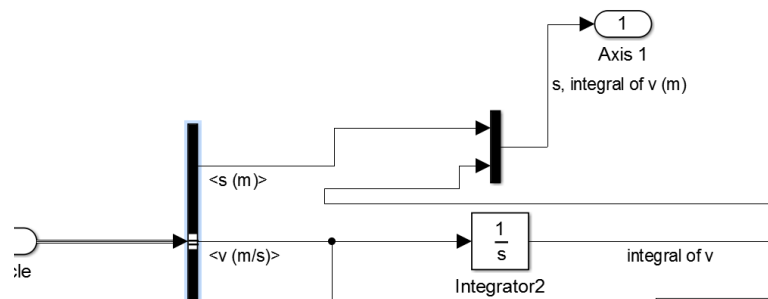 1
Axis 1
s, integral of v (m)
<s (m)>
<v (m/s)>
1
s
integral of v
cle
Integrator2